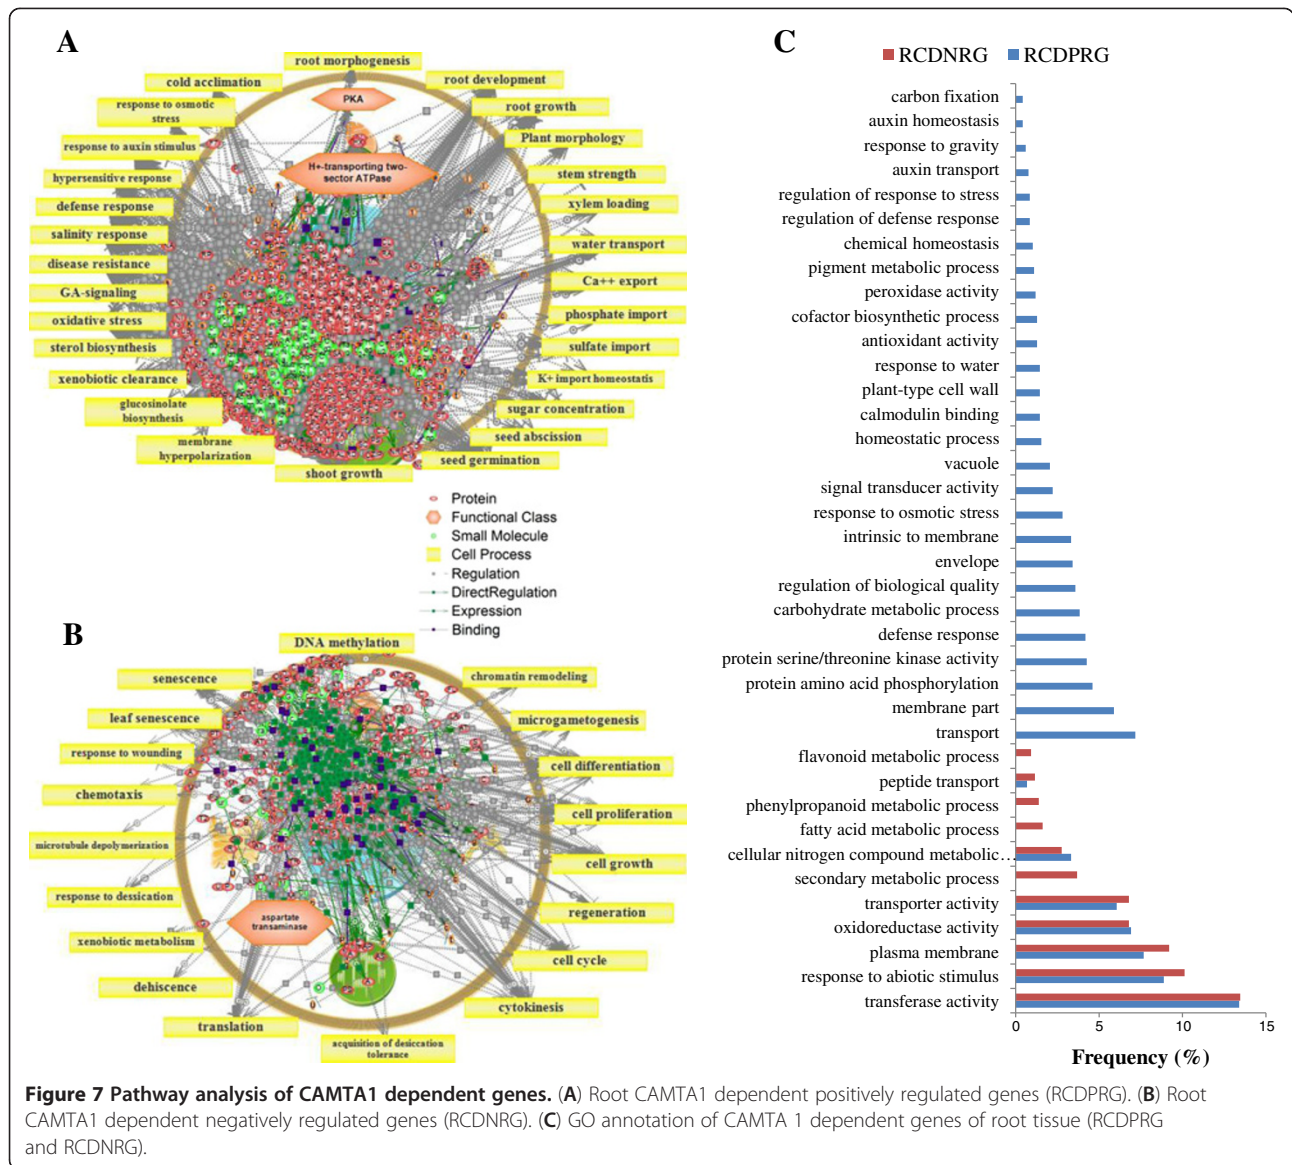 A
root morphogenesis
cold acclimation
root development
response to osmotic
stress
PKA
root growth
response to auxin stimulus
Plant morphology
H+-transporting two-
sector ATPase
hypersensitive response
stem strength
defense response
xylem loading
salinity response
water transport
disease resistance
Ca++ export
GA-signaling
phosphate import
oxidative stress
sulfate import
sterol biosynthesis
K+ import homeostatis
xenobiotic clearance
sugar concentration
glucosinolate
biosynthesis
seed abscission
membrane
hyperpolarization
seed germination
shoot growth
Protein
Functional Class
Small Molecule
Cell Process
Regulation
DirectRegulation
Expression
Binding
B
DNA methylation
senescence
chromatin remodeling
leaf senescence
microgametogenesis
response to wounding
cell differentiation
chemotaxis
cell proliferation
microtubule depolymerization
cell growth
response to dessication
regeneration
aspartate
transaminase
xenobiotic metabolism
cell cycle
dehiscence
cytokinesis
translation
acquisition of desiccation
tolerance
C
RCDNRG RCDPRG
carbon fixation
auxin homeostasis
response to gravity
auxin transport
regulation of response to stress
regulation of defense response
chemical homeostasis
pigment metabolic process
peroxidase activity
cofactor biosynthetic process
antioxidant activity
response to water
plant-type cell wall
calmodulin binding
homeostatic process
vacuole
signal transducer activity
response to osmotic stress
intrinsic to membrane
envelope
regulation of biological quality
carbohydrate metabolic process
defense response
protein serine/threonine kinase activity
protein amino acid phosphorylation
membrane part
transport
flavonoid metabolic process
peptide transport
phenylpropanoid metabolic process
fatty acid metabolic process
cellular nitrogen compound metabolic…
secondary metabolic process
transporter activity
oxidoreductase activity
plasma membrane
response to abiotic stimulus
transferase activity
0 5 10 15
Frequency (%)
Figure 7 Pathway analysis of CAMTA1 dependent genes. (A) Root CAMTA1 dependent positively regulated genes (RCDPRG). (B) Root
CAMTA1 dependent negatively regulated genes (RCDNRG). (C) GO annotation of CAMTA 1 dependent genes of root tissue (RCDPRG
and RCDNRG).